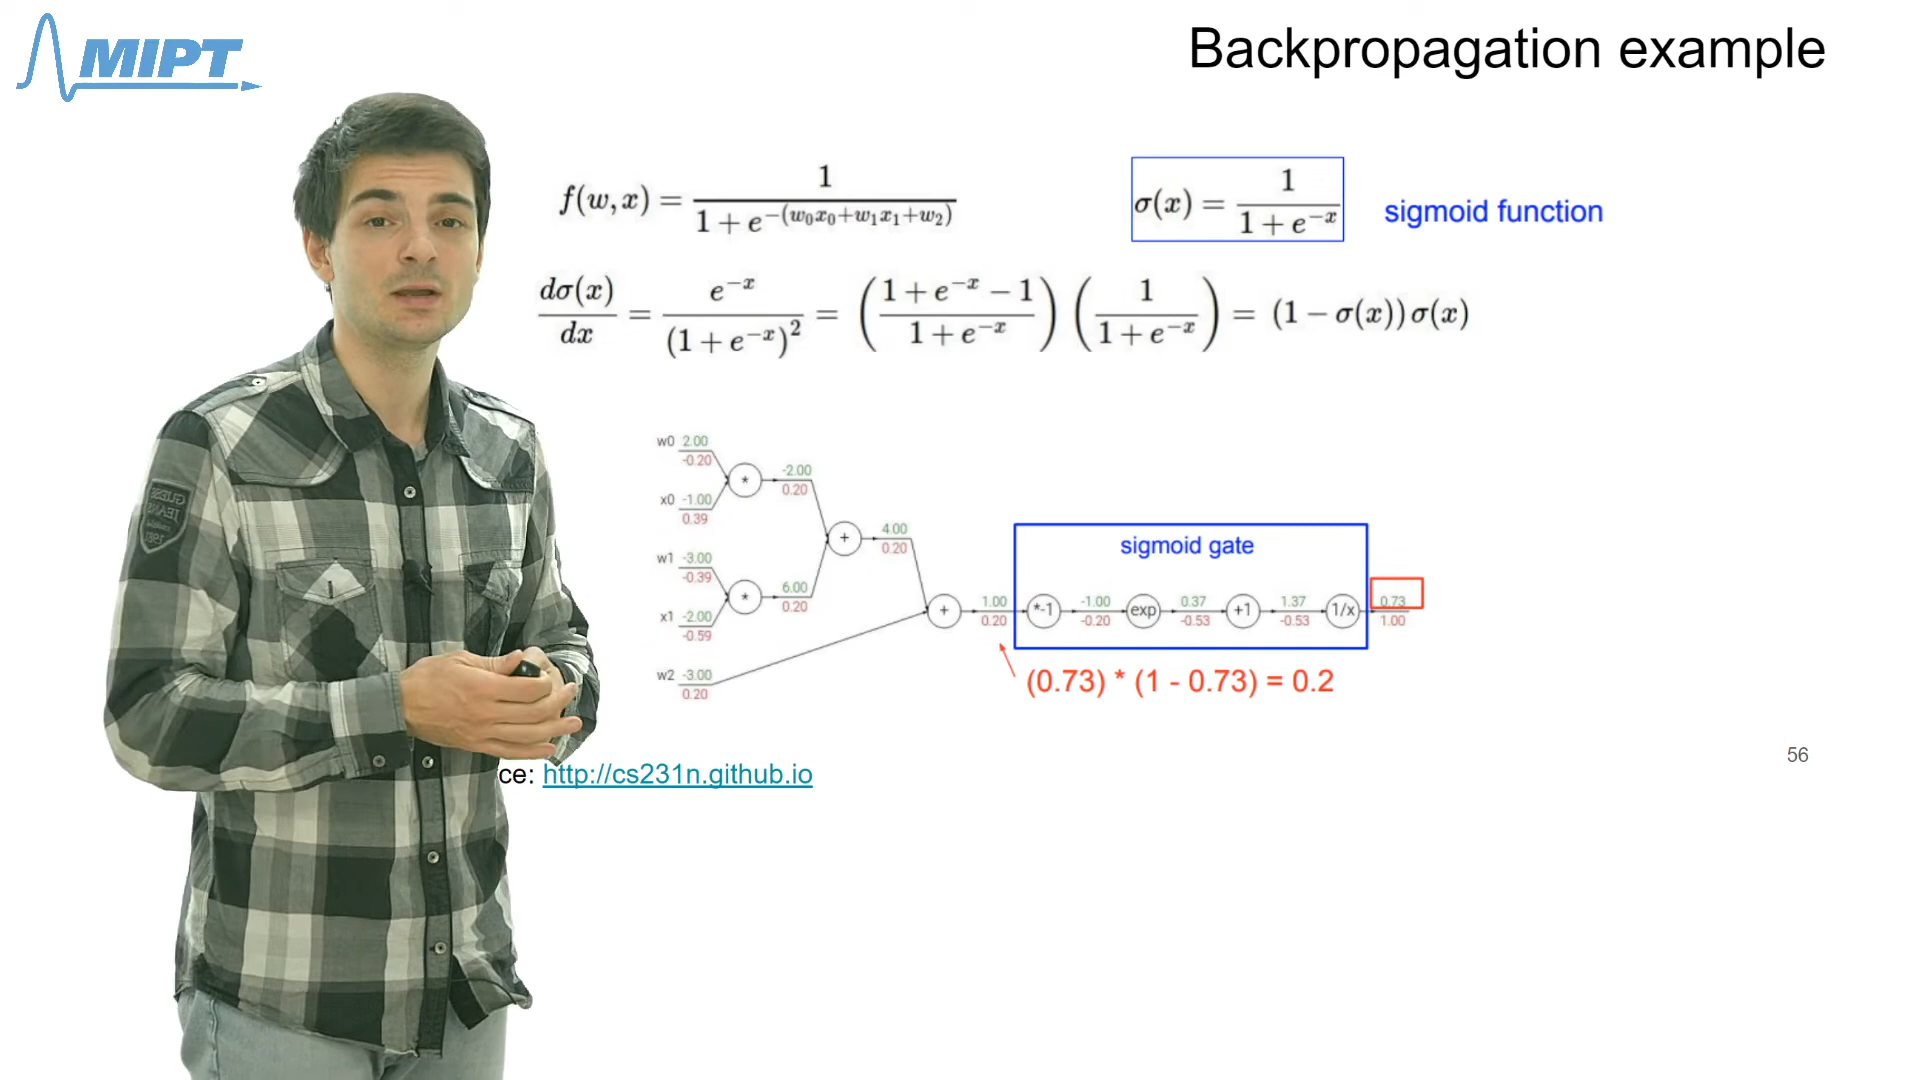 MIPT
Backpropagation example
f(w,x) = 1 / (1 + e^{-(w_0x_0+w_1x_1+w_2)})
σ(x) = 1 / (1 + e^{-x})
sigmoid function
dσ(x)/dx = e^{-x} / (1 + e^{-x})^2 = ((1 + e^{-x} - 1) / (1 + e^{-x})) (1 / (1 + e^{-x})) = (1 - σ(x)) σ(x)
w0 2.00
-0.20
*
-2.00
0.20
x0 -1.00
0.39
+
4.00
0.20
w1 -3.00
-0.39
*
6.00
0.20
x1 -2.00
-0.59
w2 -3.00
0.20
sigmoid gate
+ 1.00 *-1 -1.00 exp 0.37 +1 1.37 1/x 0.73
0.20 -0.20 -0.53 -0.53 1.00
(0.73) * (1 - 0.73) = 0.2
ce: http://cs231n.github.io
56